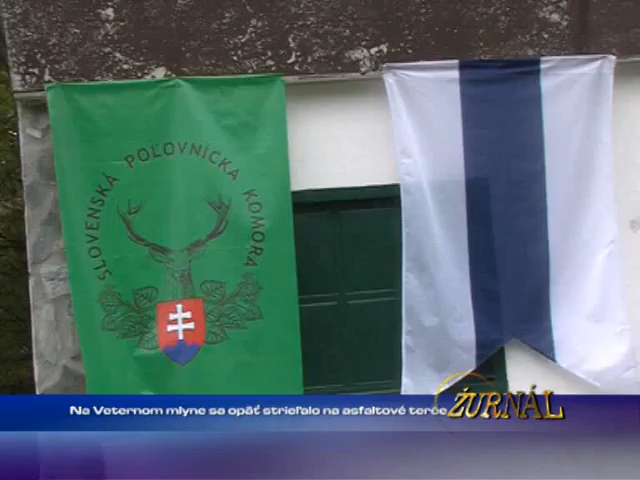 SLOVENSKÁ POĽOVNÍCKA KOMORA
Na Veternom mlyne sa opäť strieľalo na asfaltové terče
ŽURNÁL